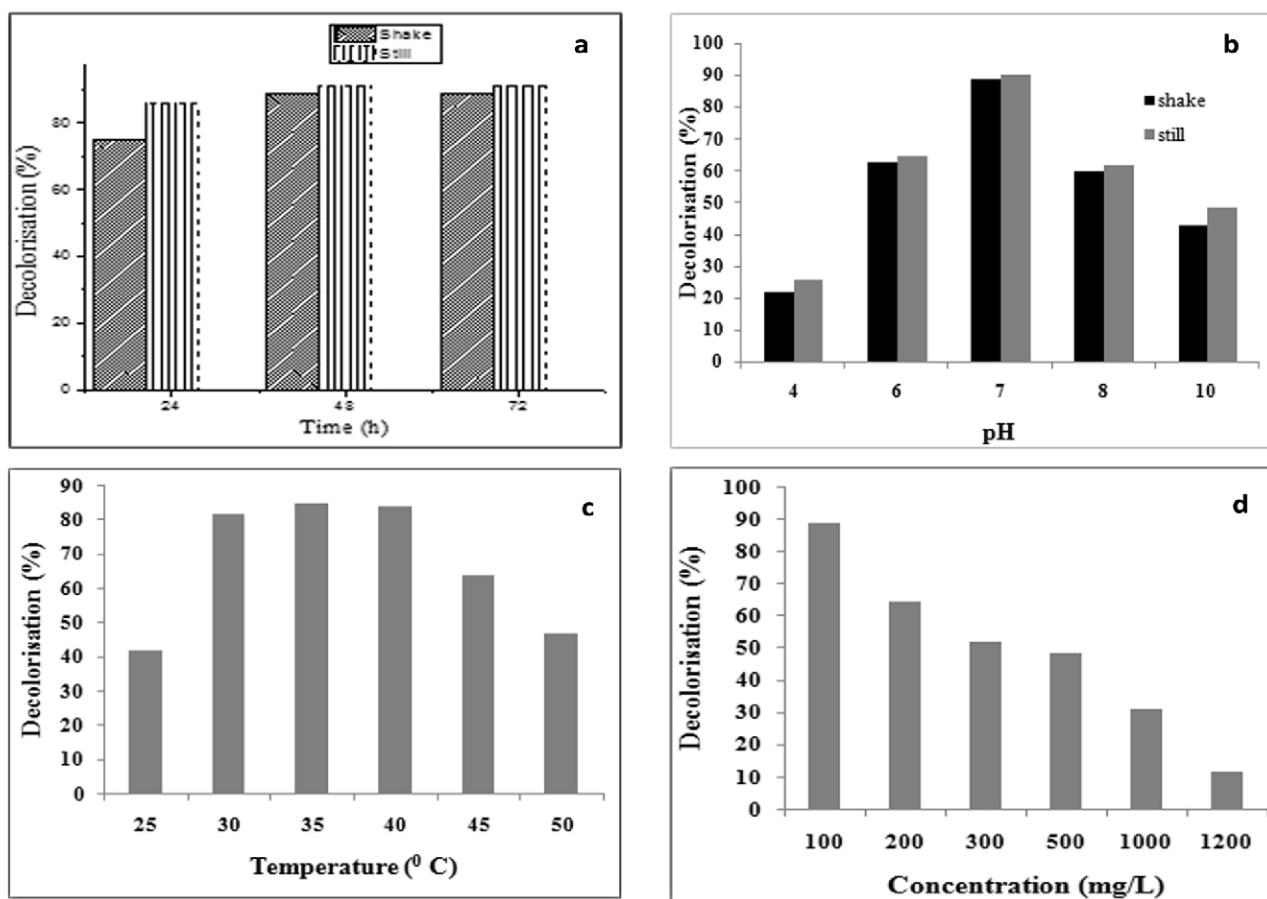 Shake
Still
a
Decolorisation (%)
80
60
40
20
0
24 48 72
Time (h)
b
100
90
80
70
60
50
40
30
20
10
0
Decolorisation (%)
shake
still
4 6 7 8 10
pH
c
90
80
70
60
50
40
30
20
10
0
Decolorisation (%)
25 30 35 40 45 50
Temperature (⁰ C)
d
100
90
80
70
60
50
40
30
20
10
0
Decolorisation (%)
100 200 300 500 1000 1200
Concentration (mg/L)